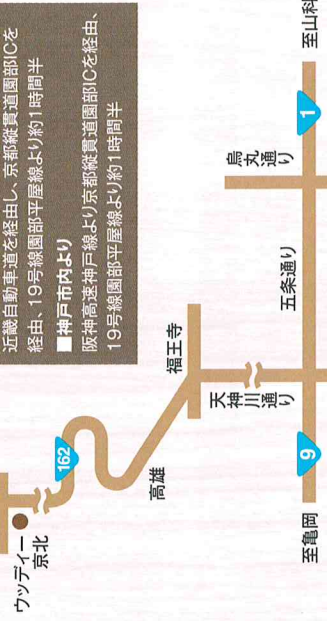 近畿自動車道を経由し、京都縦貫道園部ICを
経由、19号線園部平屋線より約1時間半
■神戸市内より
阪神高速神戸線より京都縦貫道園部ICを経由、
19号線園部平屋線より約1時間半
ウッディー
京北
162
高雄
福王寺
天神川通り
烏丸通り
五条通り
至亀岡
9
1
至山科